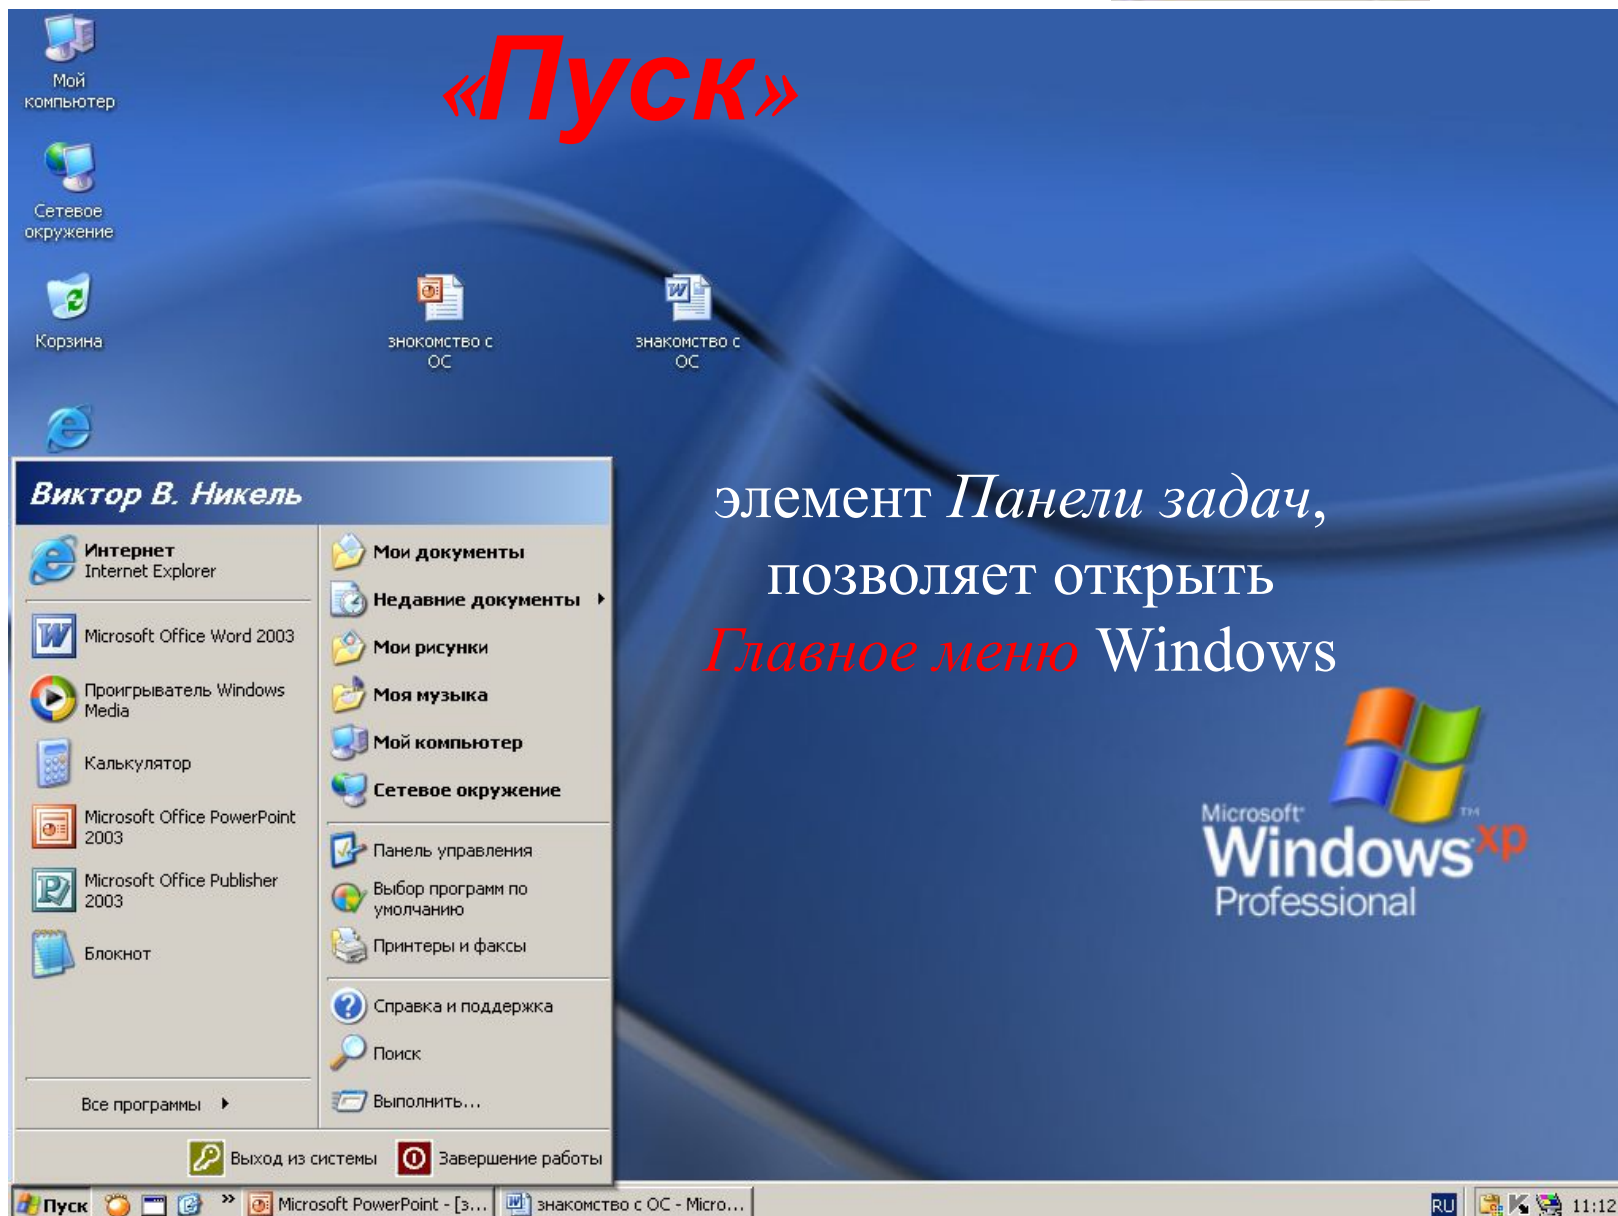 «Пуск»
Мой
компьютер
Сетевое
окружение
Корзина
знокомство с
ОС
знакомство с
ОС
элемент Панели задач,
позволяет открыть
Главное меню Windows
Microsoft
Windows xp
TM
Professional
Виктор В. Никель
Интернет
Internet Explorer
Microsoft Office Word 2003
Проигрыватель Windows
Media
Калькулятор
Microsoft Office PowerPoint
2003
Microsoft Office Publisher
2003
Блокнот
Все программы
Мои документы
Недавние документы
Мои рисунки
Моя музыка
Мой компьютер
Сетевое окружение
Панель управления
Выбор программ по
умолчанию
Принтеры и факсы
Справка и поддержка
Поиск
Выполнить...
Выход из системы
Завершение работы
Пуск
»
Microsoft PowerPoint - [з...
знакомство с ОС - Micro...
RU
11:12